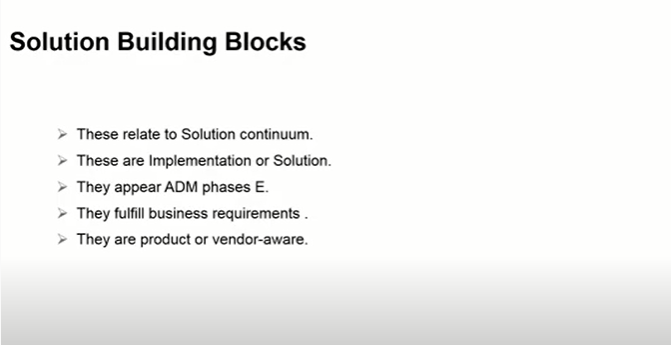 Solution Building Blocks
These relate to Solution continuum.
These are Implementation or Solution.
They appear ADM phases E.
They fulfill business requirements .
They are product or vendor-aware.